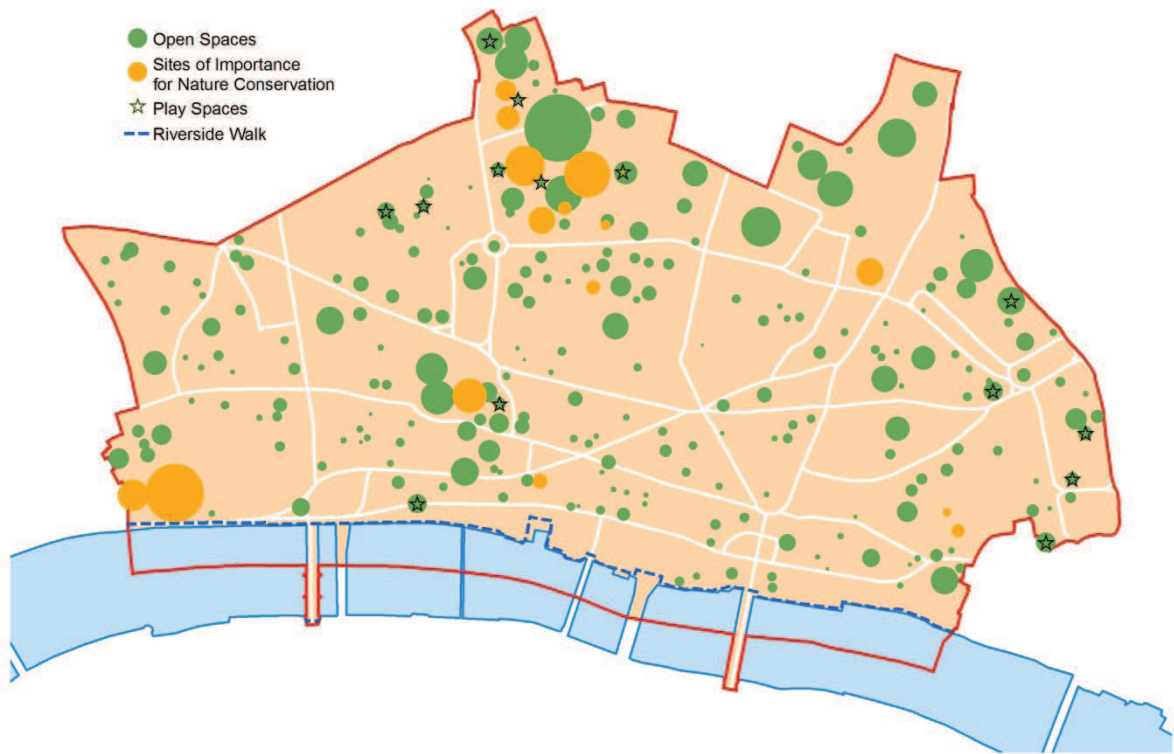 Open Spaces
Sites of Importance
for Nature Conservation
Play Spaces
Riverside Walk